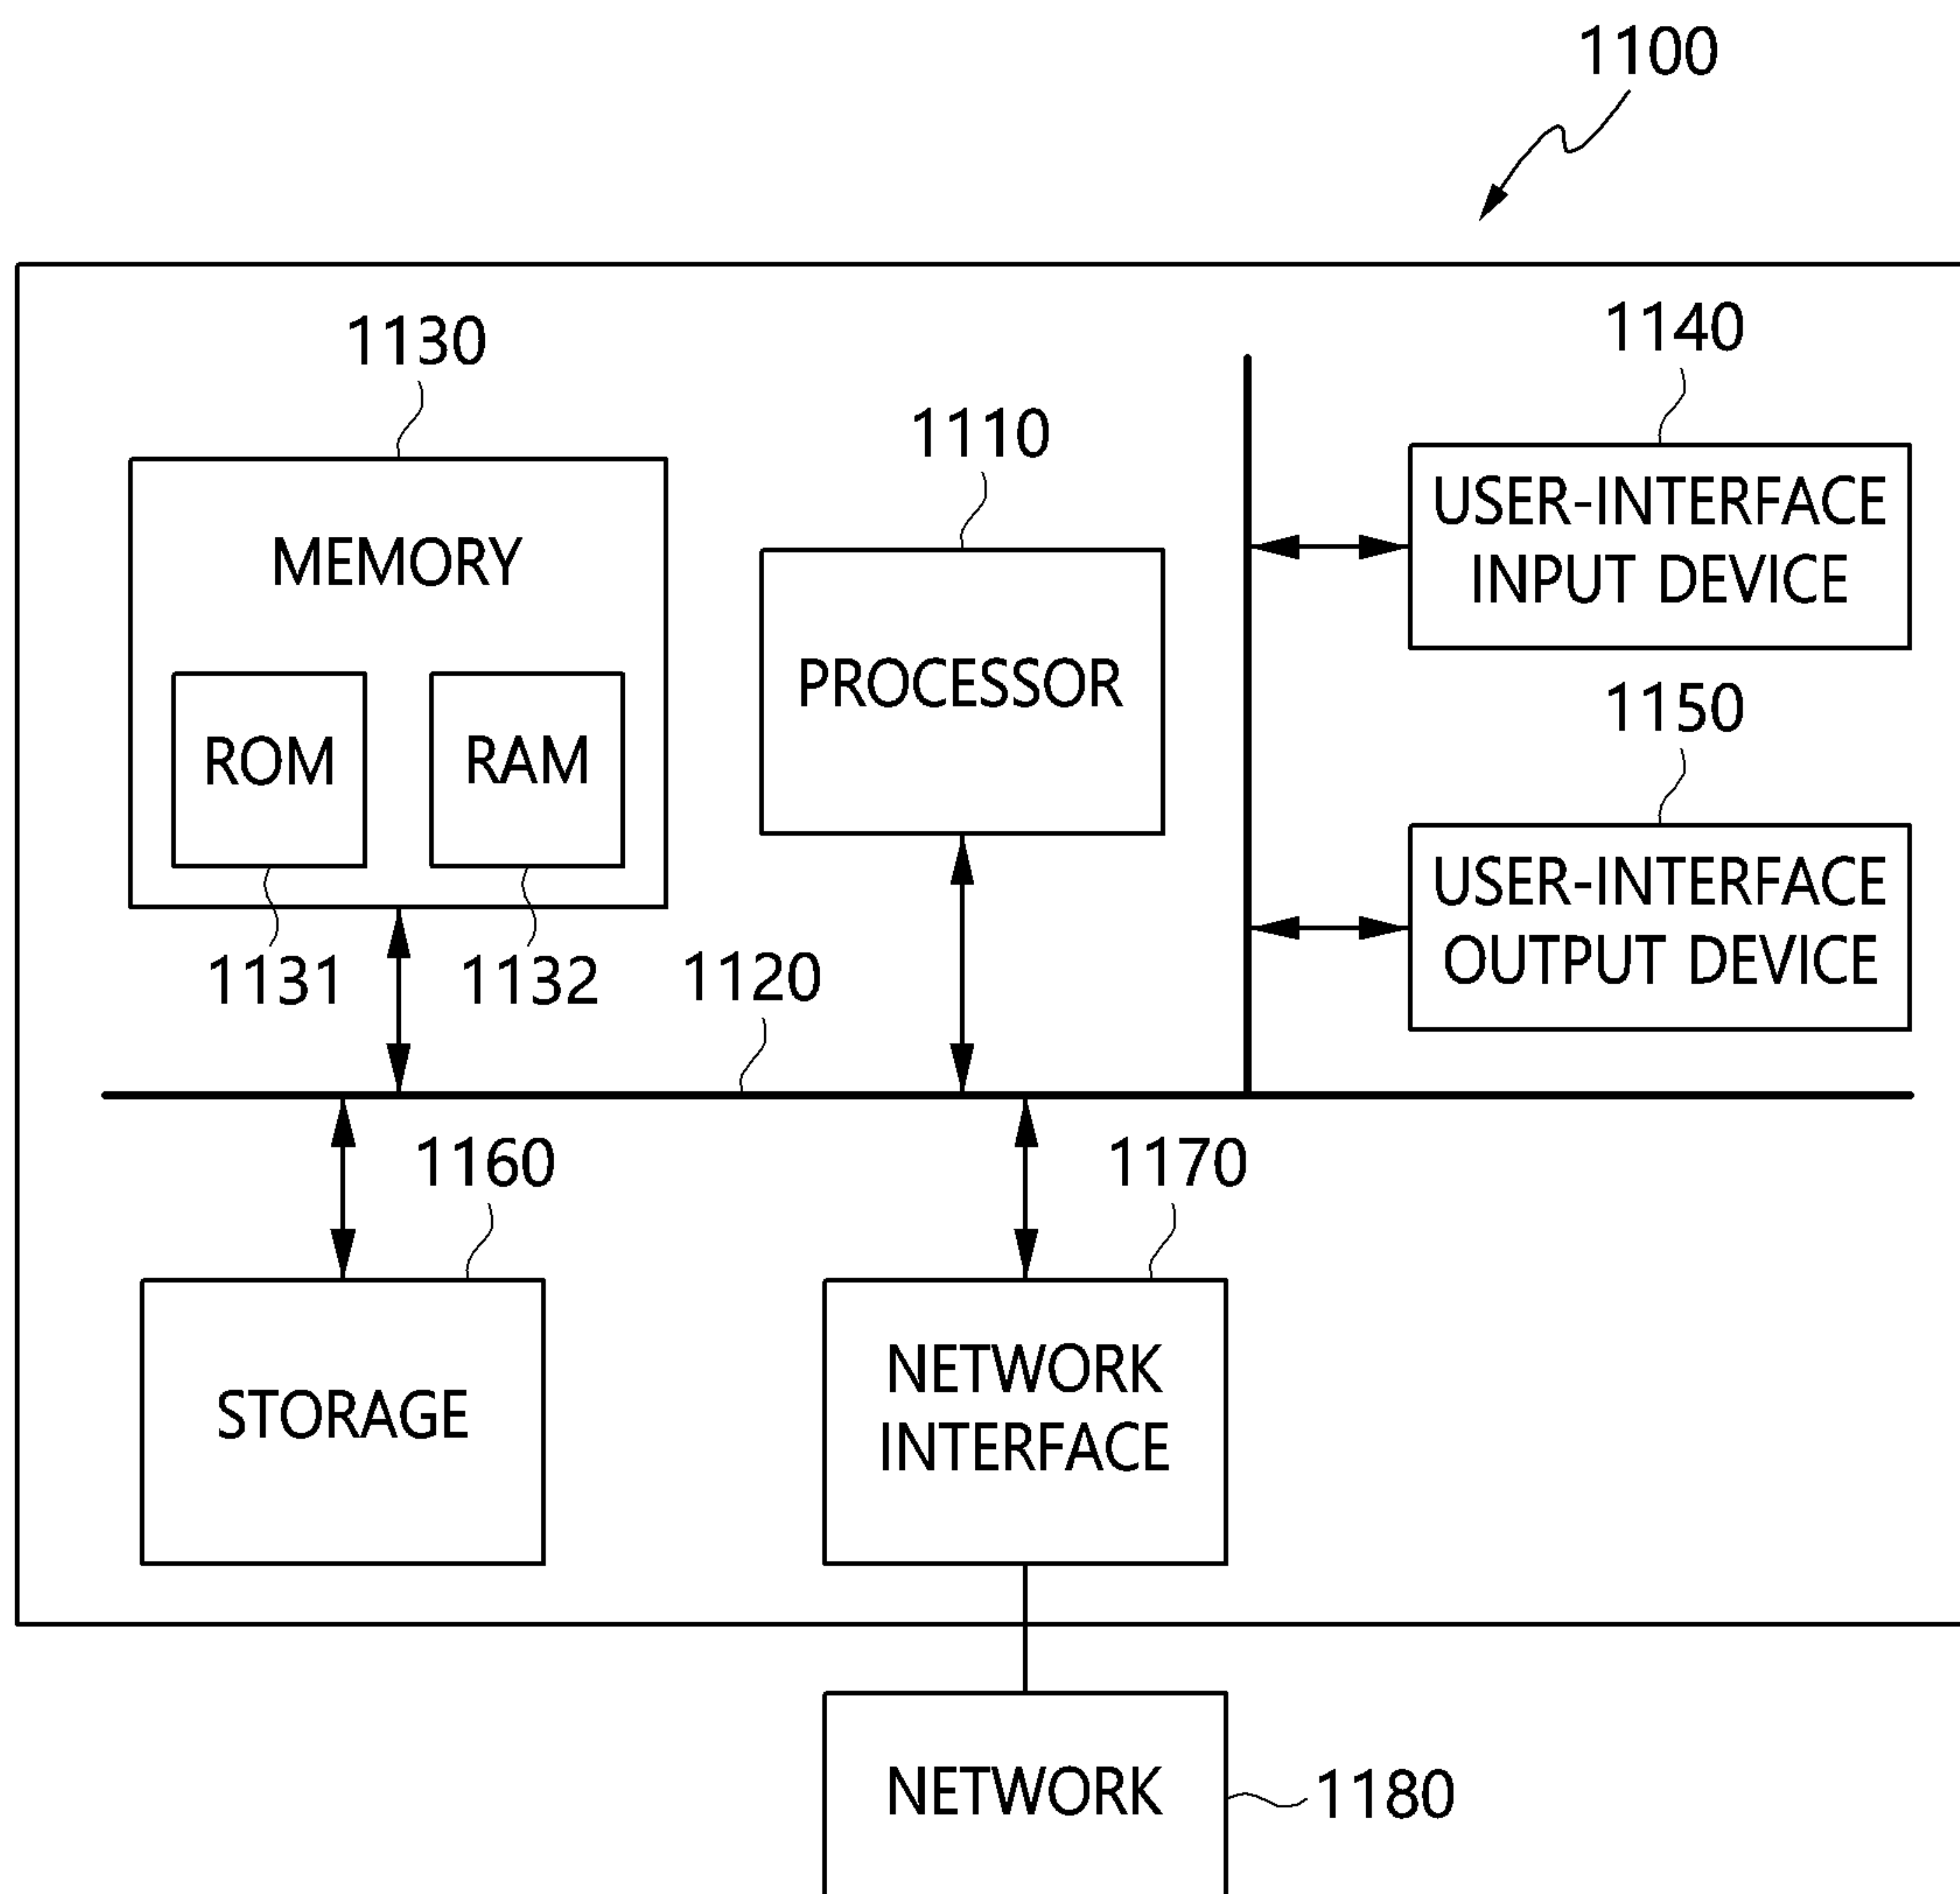 1100
1130
1140
1110
USER-INTERFACE
INPUT DEVICE
MEMORY
PROCESSOR
ROM
RAM
1150
USER-INTERFACE
OUTPUT DEVICE
1131
1132
1120
1160
1170
STORAGE
NETWORK
INTERFACE
NETWORK
1180